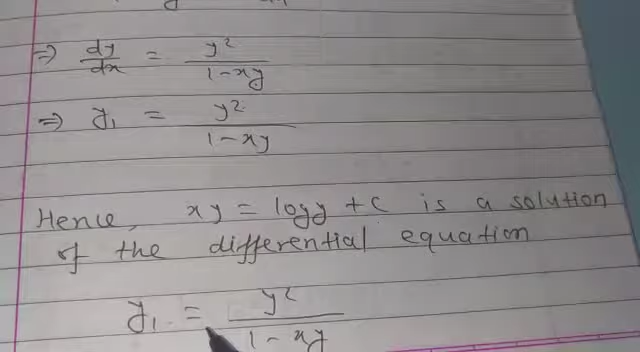 ⇒ dy/dx = y²/1-xy
⇒ y₁ = y²/1-xy
Hence, xy = logy + c is a solution
of the differential equation
y₁ = y²/1-xy